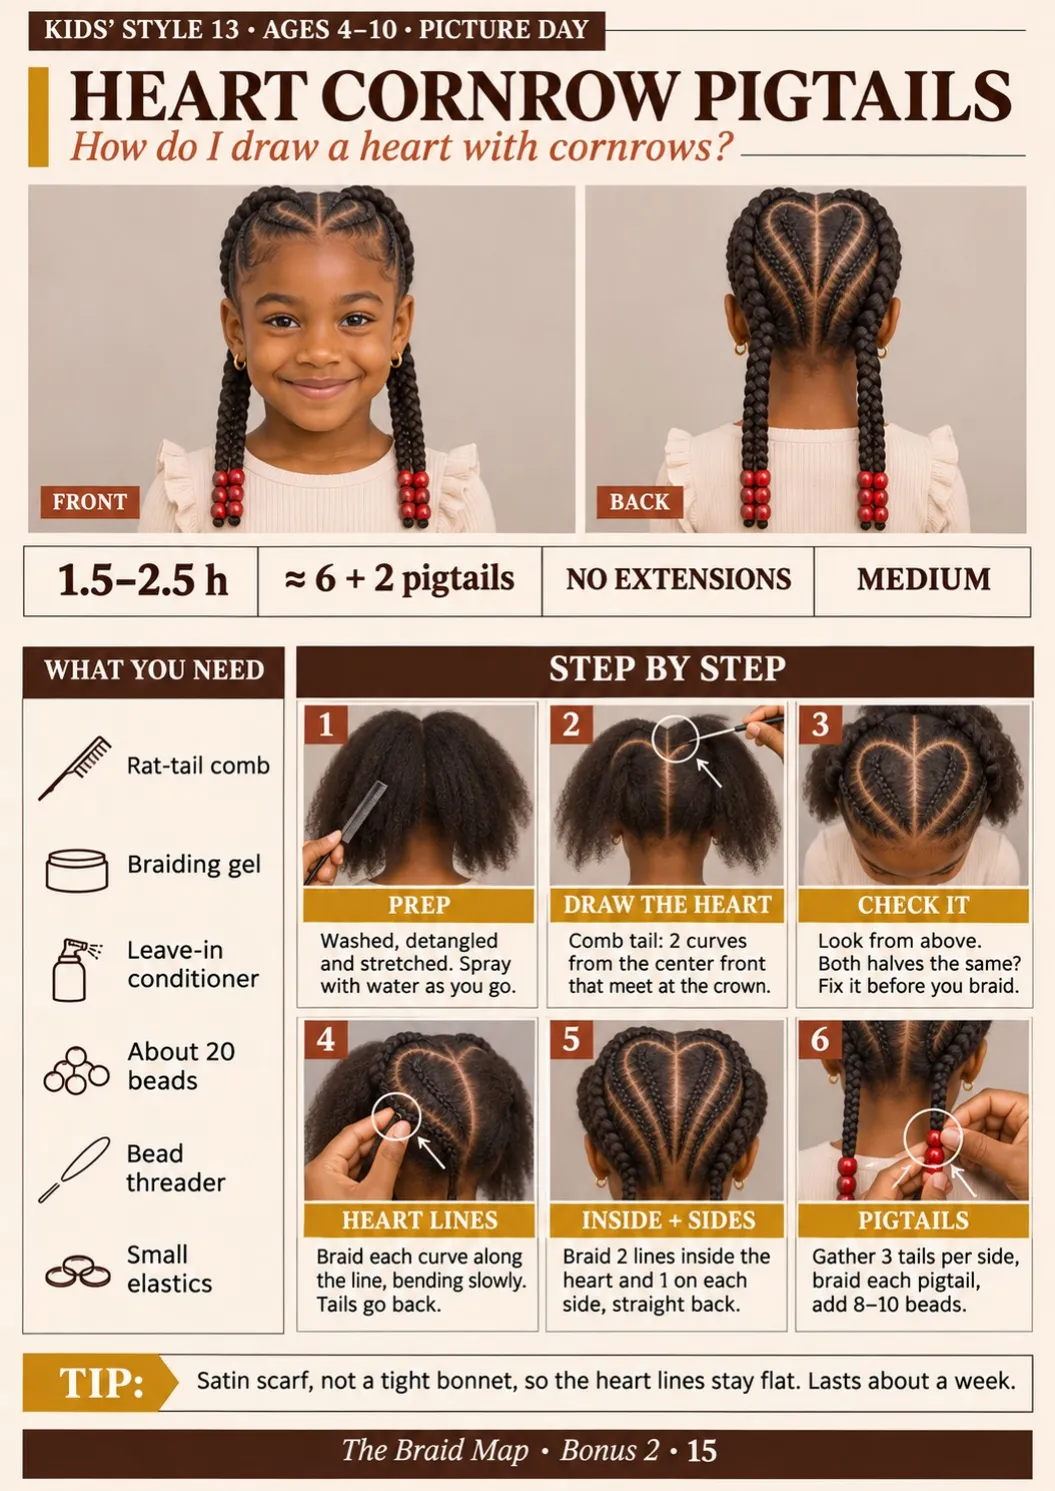 KIDS’ STYLE 13 • AGES 4–10 • PICTURE DAY
HEART CORNROW PIGTAILS
How do I draw a heart with cornrows?
FRONT
BACK
1.5–2.5 h
≈ 6 + 2 pigtails
NO EXTENSIONS
MEDIUM
WHAT YOU NEED
Rat-tail comb
Braiding gel
Leave-in
conditioner
About 20
beads
Bead
threader
Small
elastics
STEP BY STEP
1
PREP
Washed, detangled
and stretched. Spray
with water as you go.
2
DRAW THE HEART
Comb tail: 2 curves
from the center front
that meet at the crown.
3
CHECK IT
Look from above.
Both halves the same?
Fix it before you braid.
4
HEART LINES
Braid each curve along
the line, bending slowly.
Tails go back.
5
INSIDE + SIDES
Braid 2 lines inside the
heart and 1 on each
side, straight back.
6
PIGTAILS
Gather 3 tails per side,
braid each pigtail,
add 8–10 beads.
TIP:
Satin scarf, not a tight bonnet, so the heart lines stay flat. Lasts about a week.
The Braid Map • Bonus 2 • 15